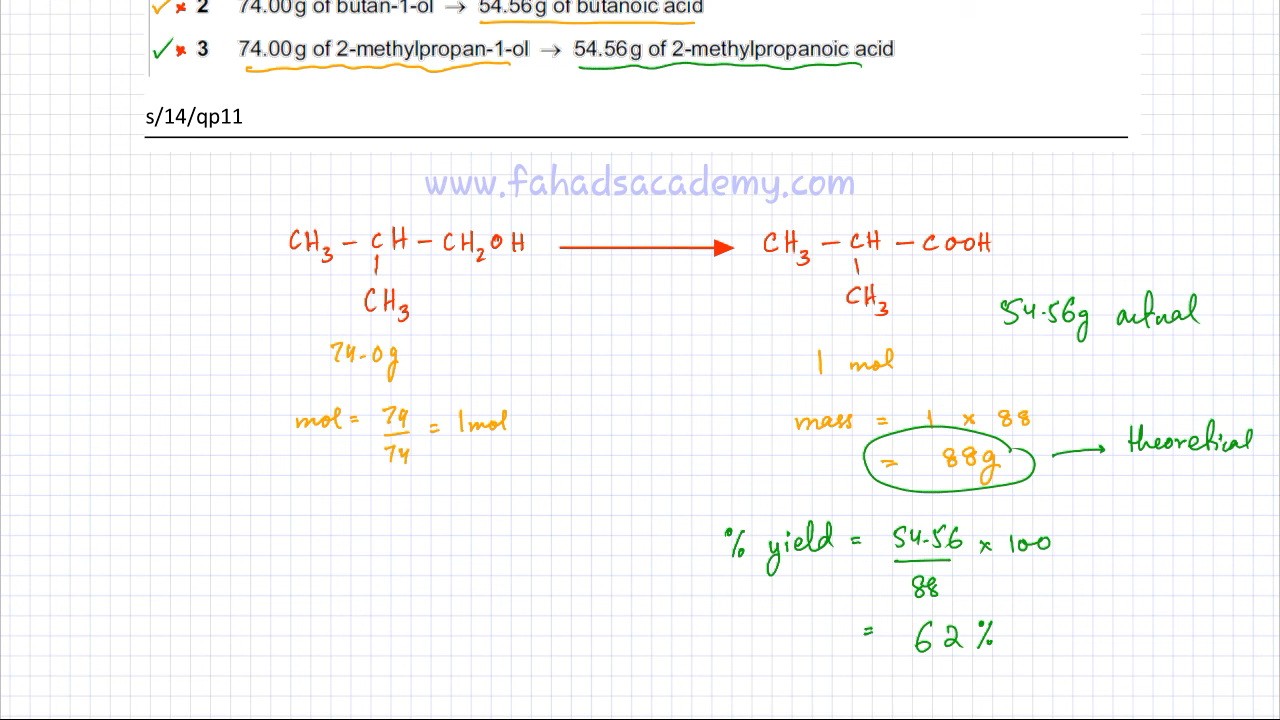 ✓ × 2 74.00g of butan-1-ol → 54.56g of butanoic acid
✓ × 3 74.00g of 2-methylpropan-1-ol → 54.56g of 2-methylpropanoic acid
s/14/qp11
www.fahadsacademy.com
CH₃ – CH – CH₂OH → CH₃ – CH – COOH
CH₃ CH₃
54.56g actual
74.0g 1 mol
mol = 74/74 = 1mol mass = 1 × 88
= 88g → theoretical
% yield = 54.56/88 × 100
= 62%